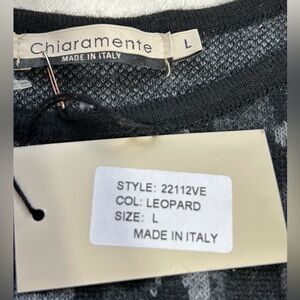 Chiaramente
L
MADE IN ITALY
STYLE: 22112VE
COL: LEOPARD
SIZE: L
MADE IN ITALY